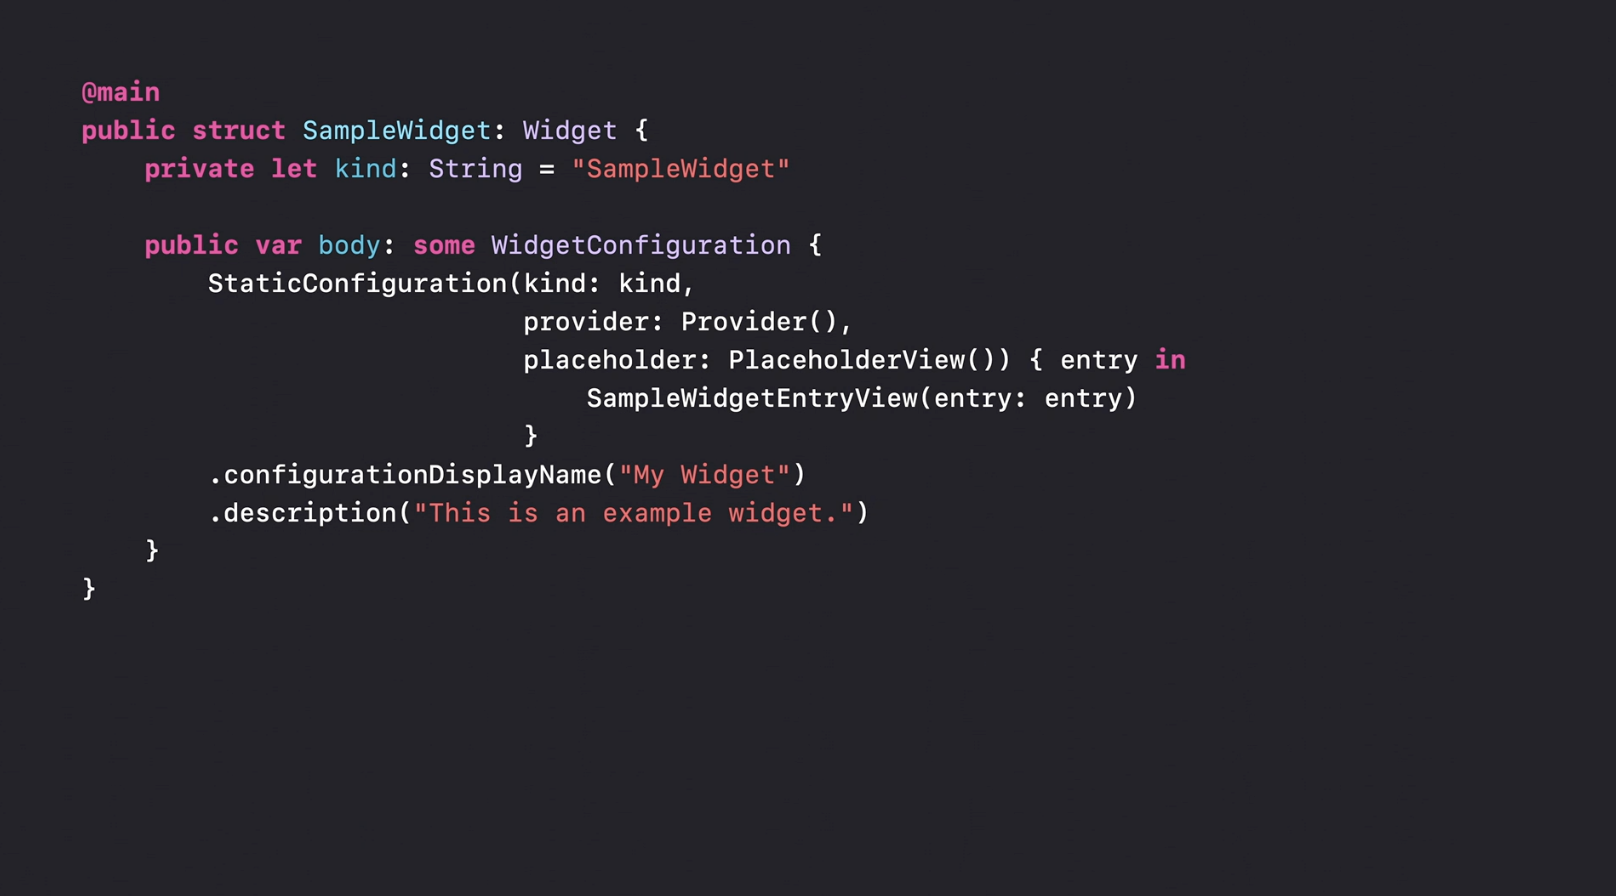 @main
public struct SampleWidget: Widget {
    private let kind: String = "SampleWidget"

    public var body: some WidgetConfiguration {
        StaticConfiguration(kind: kind,
                            provider: Provider(),
                            placeholder: PlaceholderView()) { entry in
                                SampleWidgetEntryView(entry: entry)
                            }
        .configurationDisplayName("My Widget")
        .description("This is an example widget.")
    }
}